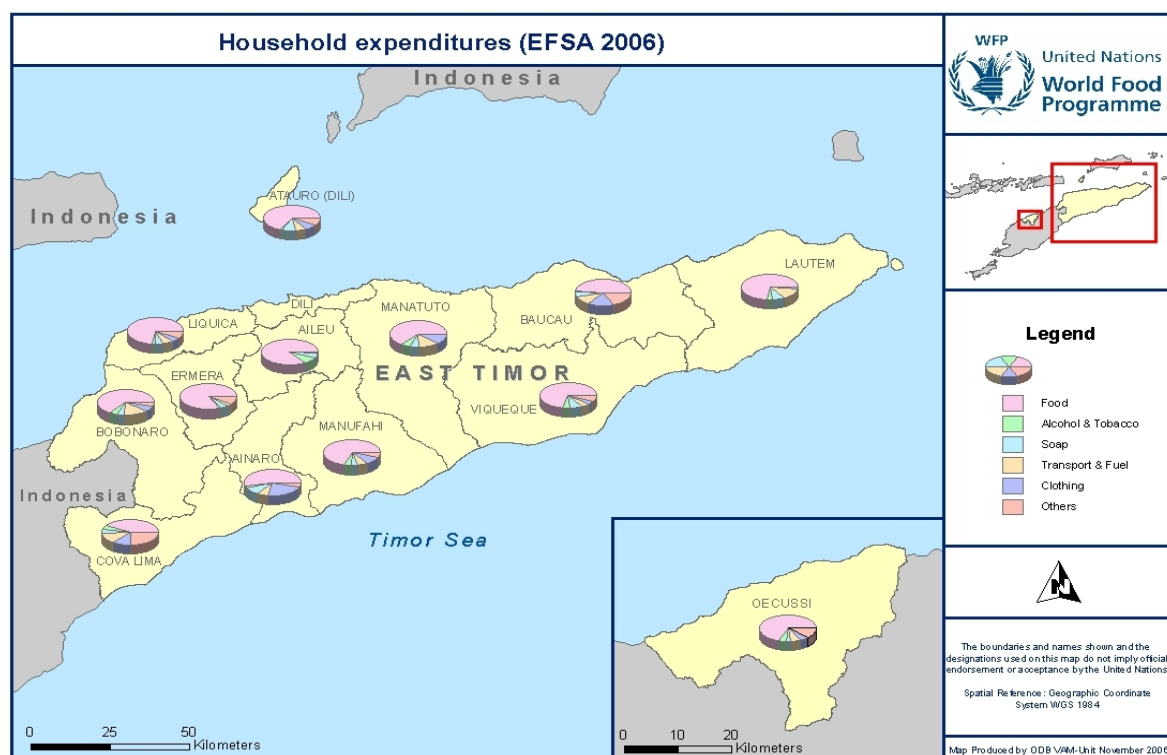 Household expenditures (EFSA 2006)
WFP
United Nations
World Food
Programme
Indonesia
Indonesia
ATAURO (DILI)
LAUTEM
DILI
MANATUTO
BAUCAU
LIQUICA
AILEU
ERMERA
EAST TIMOR
VIQUEQUE
MANUFAHI
BOBONARO
AINARO
Indonesia
COVA LIMA
Timor Sea
OECUSSI
0 25 50
Kilometers
0 10 20
Kilometers
Legend
Food
Alcohol & Tobacco
Soap
Transport & Fuel
Clothing
Others
N
The boundaries and names shown and the
designations used on this map do not imply official
endorsement or acceptance by the United Nations
Spatial Reference: Geographic Coordinate
System WGS 1984
Map Produced by ODB VAM-Unit November 2006